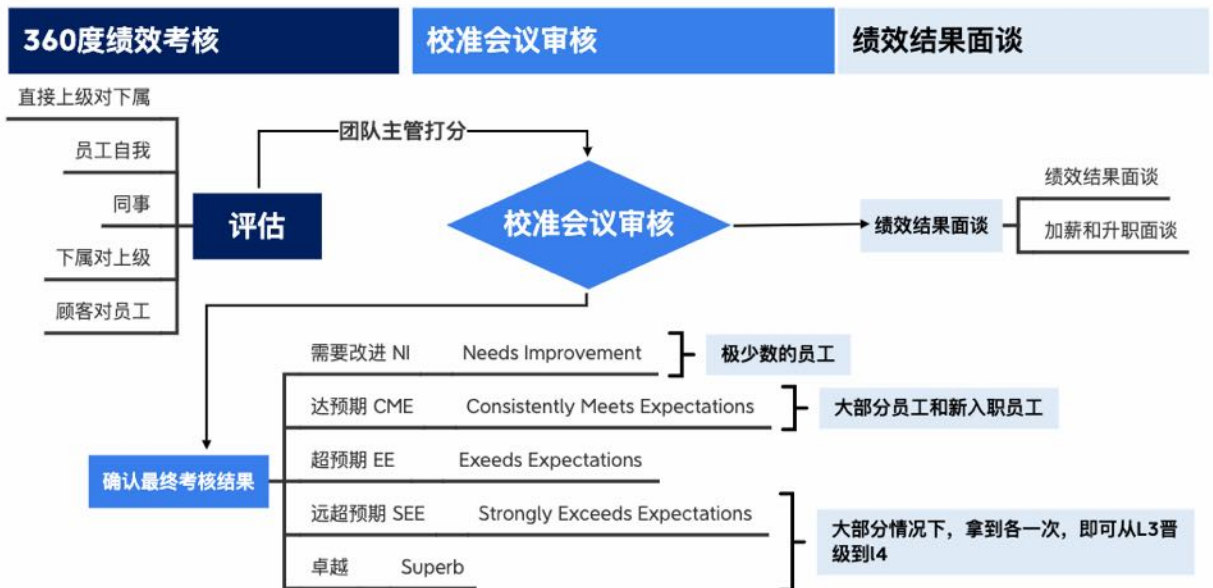 360度绩效考核
校准会议审核
绩效结果面谈
直接上级对下属
员工自我
同事
下属对上级
顾客对员工
评估
团队主管打分
校准会议审核
绩效结果面谈
绩效结果面谈
加薪和升职面谈
确认最终考核结果
需要改进 NI Needs Improvement
极少数的员工
达预期 CME Consistently Meets Expectations
大部分员工和新入职员工
超预期 EE Exeeds Expectations
远超预期 SEE Strongly Exceeds Expectations
卓越 Superb
大部分情况下，拿到各一次，即可从L3晋
级到l4